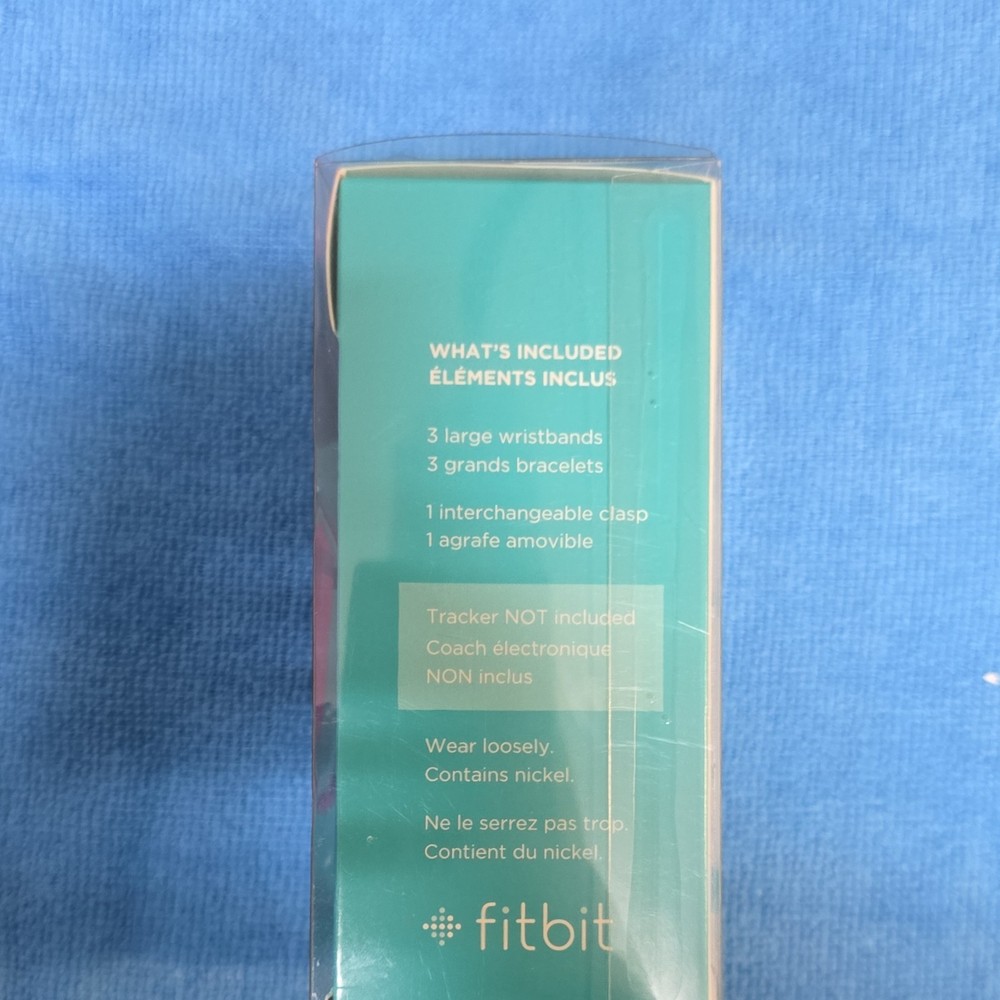 WHAT'S INCLUDED
ÉLÉMENTS INCLUS
3 large wristbands
3 grands bracelets
1 interchangeable clasp
1 agrafe amovible
Tracker NOT included
Coach électronique
NON inclus
Wear loosely.
Contains nickel.
Ne le serrez pas trop.
Contient du nickel.
fitbit